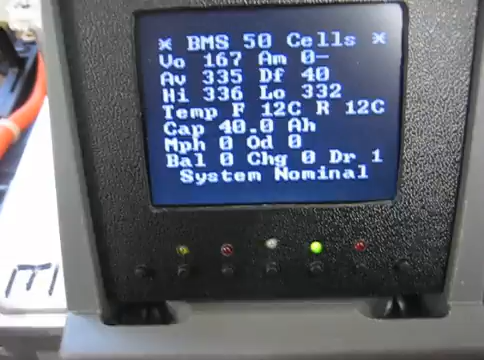 * BMS 50 Cells *
Vo 167 Am 0-
Av 335 Df 40
Hi 336 Lo 332
Temp F 12C R 12C
Cap 40.0 Ah
Mph 0 Od 0
Bal 0 Chg 0 Dr 1
System Nominal